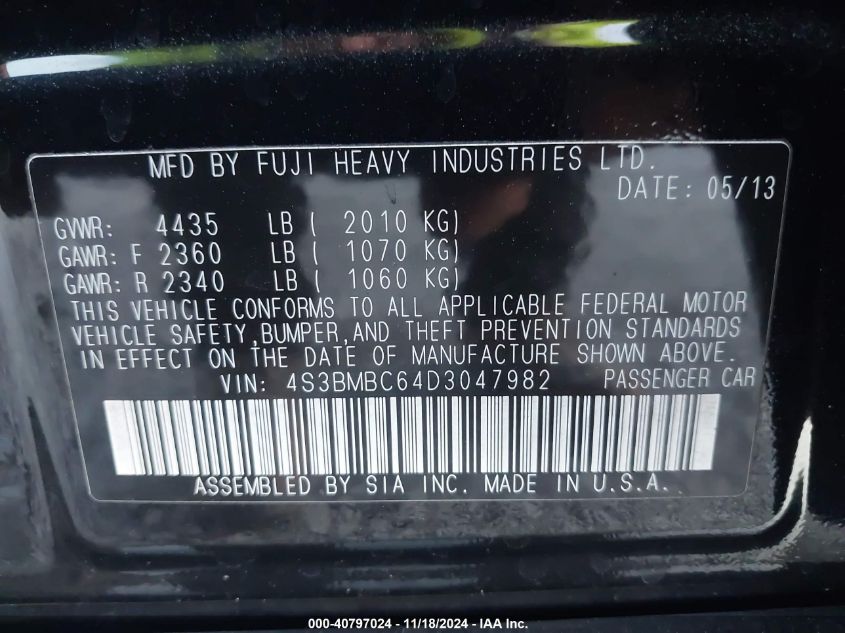 MFD BY FUJI HEAVY INDUSTRIES LTD.
DATE: 05/13
GVWR: 4435 LB ( 2010 KG)
GAWR: F 2360 LB ( 1070 KG)
GAWR: R 2340 LB ( 1060 KG)
THIS VEHICLE CONFORMS TO ALL APPLICABLE FEDERAL MOTOR
VEHICLE SAFETY,BUMPER,AND THEFT PREVENTION STANDARDS
IN EFFECT ON THE DATE OF MANUFACTURE SHOWN ABOVE.
VIN: 4S3BMBC64D3047982 PASSENGER CAR
ASSEMBLED BY SIA INC. MADE IN U.S.A.
000-40797024 - 11/18/2024 - IAA Inc.